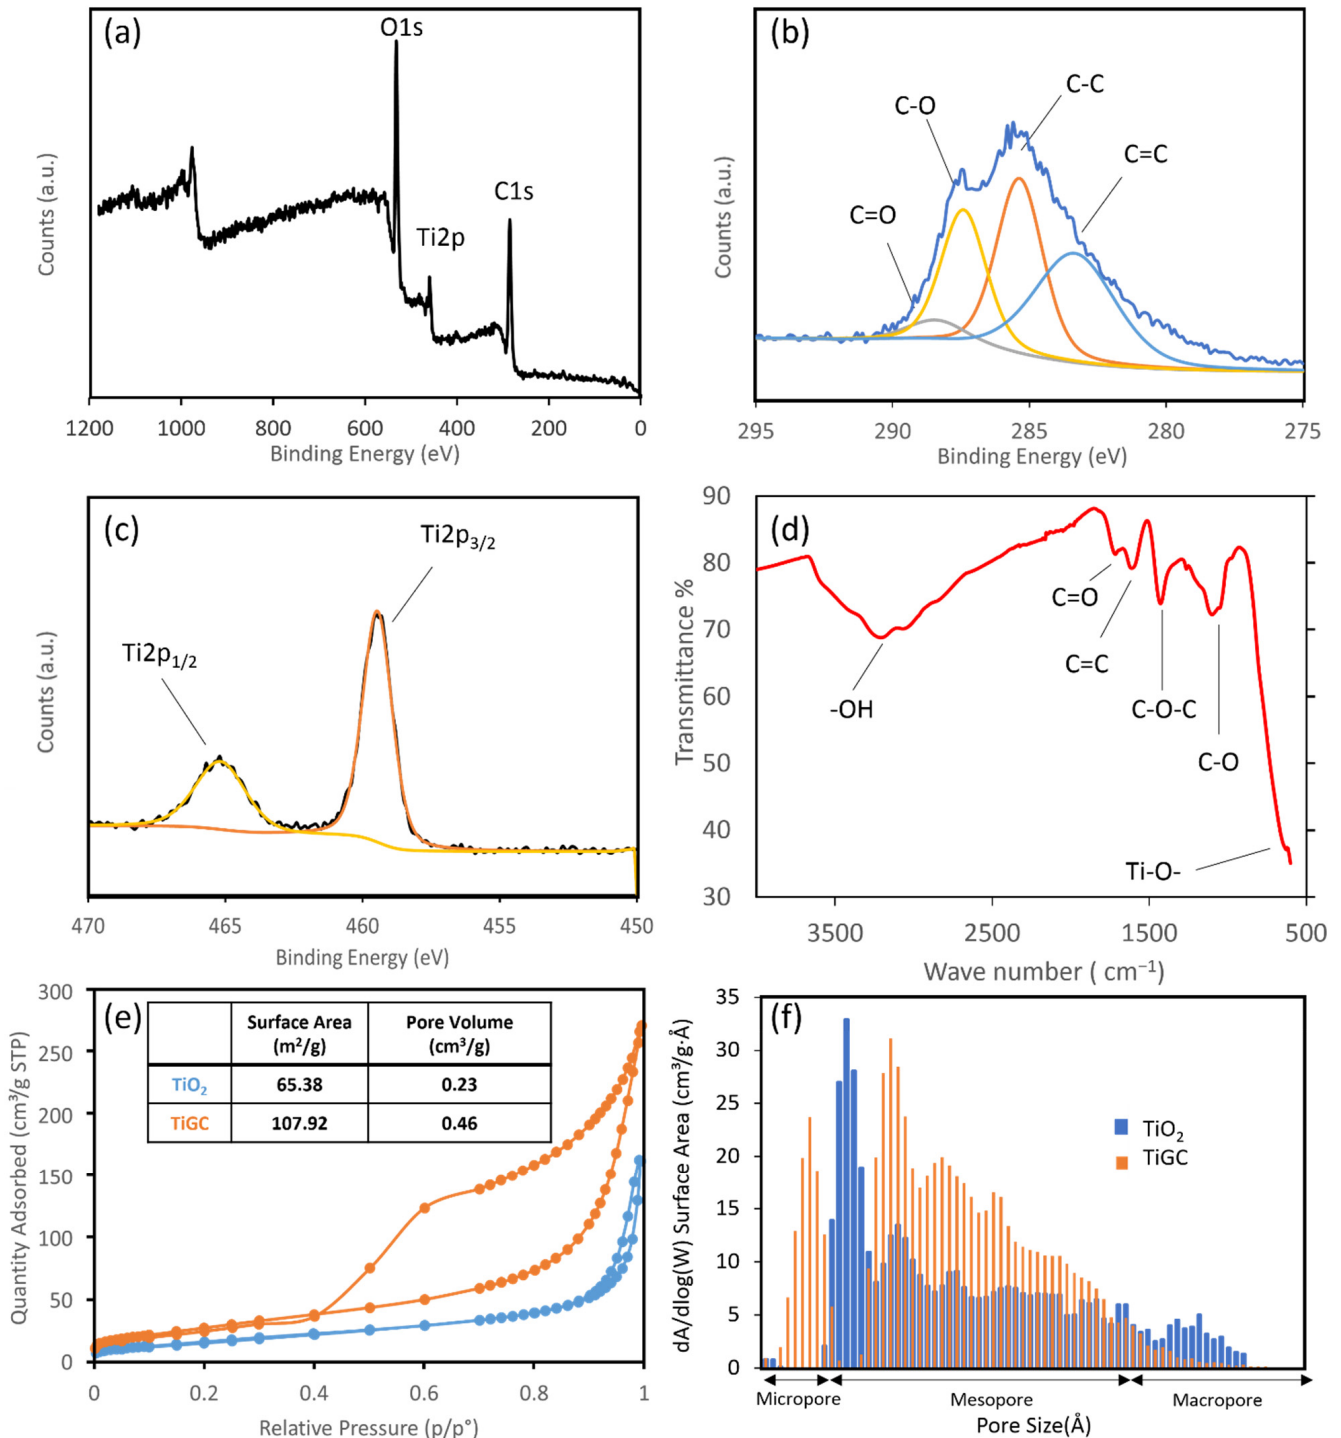 (a)
O1s
Ti2p
C1s
Counts (a.u.)
1200 1000 800 600 400 200 0
Binding Energy (eV)
(b)
C-O
C-C
C=C
C=O
Counts (a.u.)
295 290 285 280 275
Binding Energy (eV)
(c)
Ti2p3/2
Ti2p1/2
Counts (a.u.)
470 465 460 455 450
Binding Energy (eV)
(d)
90
80
70
60
50
40
30
Transmittance %
C=O
C=C
-OH
C-O-C
C-O
Ti-O-
3500 2500 1500 500
Wave number ( cm⁻¹)
(e)
300
250
200
150
100
50
0
Quantity Adsorbed (cm³/g STP)
Surface Area (m²/g) Pore Volume (cm³/g)
TiO₂ 65.38 0.23
TiGC 107.92 0.46
0 0.2 0.4 0.6 0.8 1
Relative Pressure (p/p°)
(f)
35
30
25
20
15
10
5
0
dA/dlog(W) Surface Area (cm³/g·Å)
TiO₂
TiGC
Micropore Mesopore Macropore
Pore Size(Å)